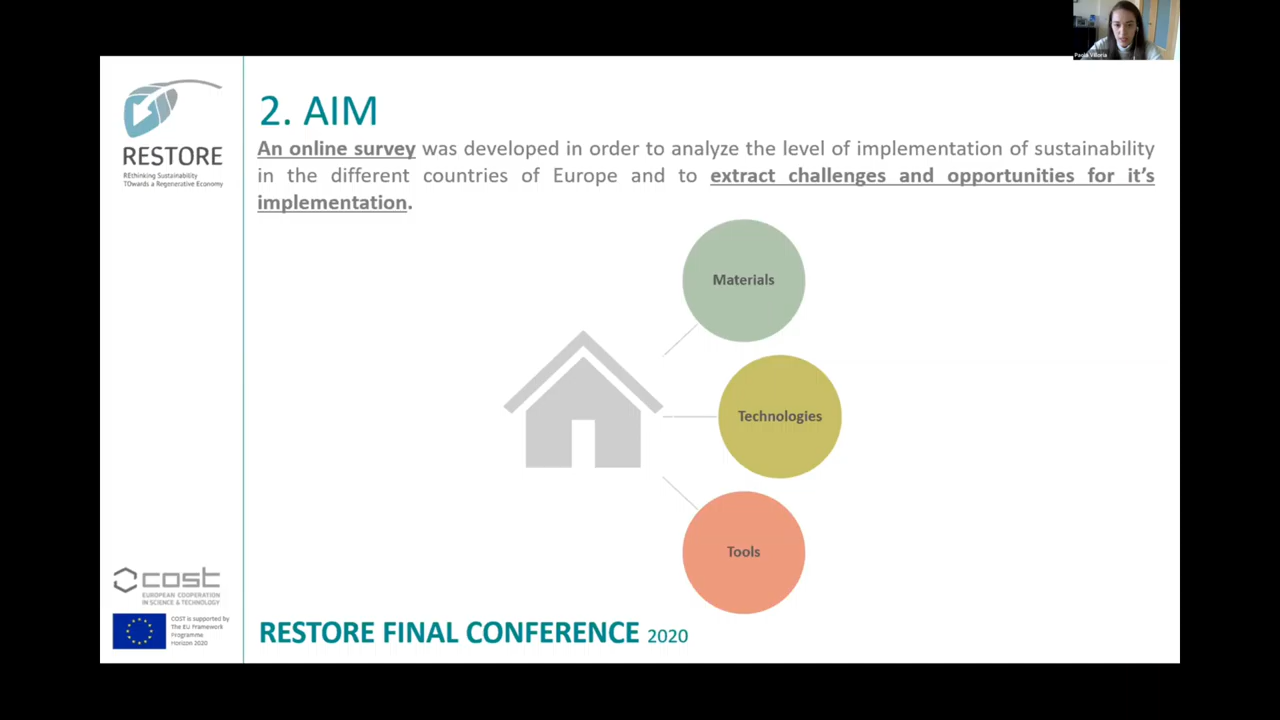 Paola Villoria
2. AIM
An online survey was developed in order to analyze the level of implementation of sustainability
in the different countries of Europe and to extract challenges and opportunities for it's
implementation.
RESTORE
REthinking Sustainability
TOwards a Regenerative Economy
Materials
Technologies
Tools
cost
EUROPEAN COOPERATION
IN SCIENCE & TECHNOLOGY
COST is supported by
The EU Framework
Programme
Horizon 2020
RESTORE FINAL CONFERENCE 2020